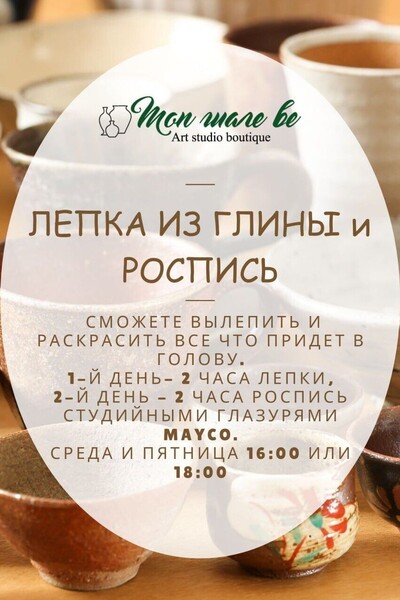 Мон шале ве
Art studio boutique
ЛЕПКА ИЗ ГЛИНЫ и
РОСПИСЬ
СМОЖЕТЕ ВЫЛЕПИТЬ И
РАСКРАСИТЬ ВСЕ ЧТО ПРИДЕТ В
ГОЛОВУ.
1-Й ДЕНЬ- 2 ЧАСА ЛЕПКИ,
2-Й ДЕНЬ - 2 ЧАСА РОСПИСЬ
СТУДИЙНЫМИ ГЛАЗУРЯМИ
MAYCO.
СРЕДА И ПЯТНИЦА 16:00 ИЛИ
18:00